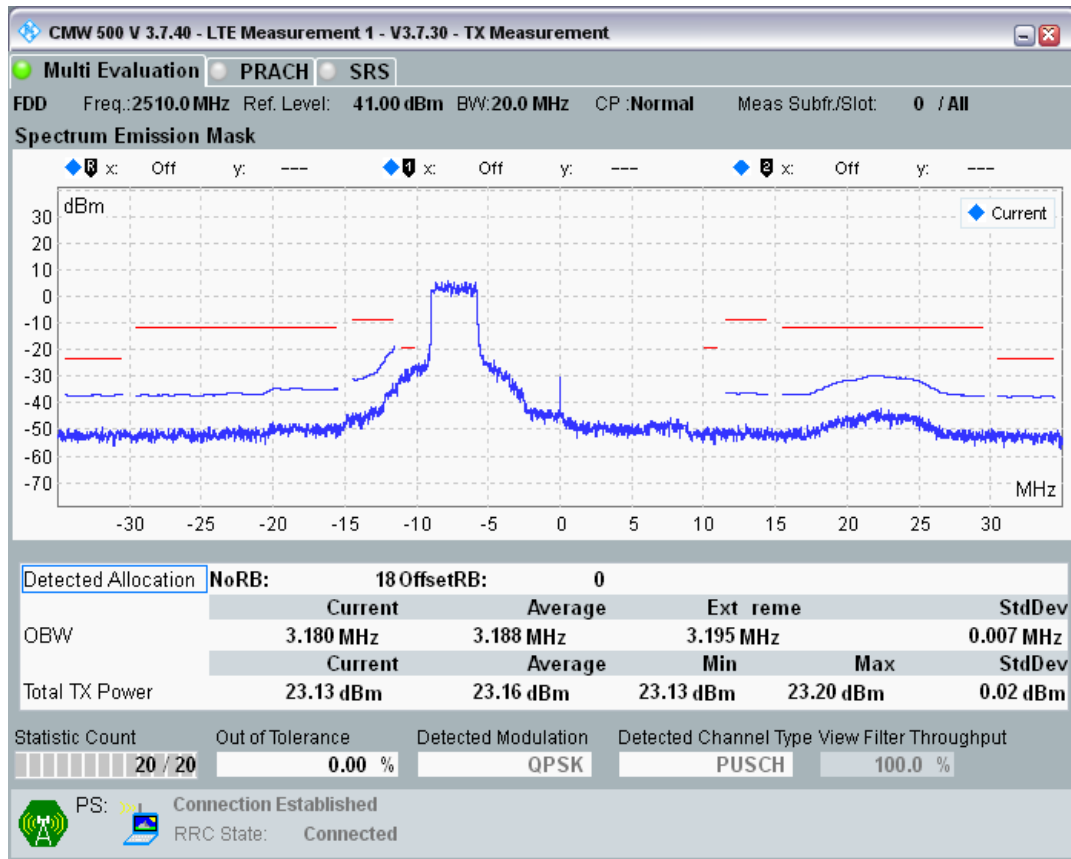 CMW 500 V 3.7.40 - LTE Measurement 1 - V3.7.30 - TX Measurement
Multi Evaluation PRACH SRS
FDD Freq.:2510.0 MHz Ref. Level: 41.00 dBm BW:20.0 MHz CP :Normal Meas Subfr./Slot: 0 / All
Spectrum Emission Mask
R x: Off y: --- 1 x: Off y: --- 2 x: Off y: ---
dBm
Current
30
20
10
0
-10
-20
-30
-40
-50
-60
-70
MHz
-30 -25 -20 -15 -10 -5 0 5 10 15 20 25 30
Detected Allocation NoRB: 18 OffsetRB: 0
Current Average Ext reme StdDev
OBW 3.180 MHz 3.188 MHz 3.195 MHz 0.007 MHz
Current Average Min Max StdDev
Total TX Power 23.13 dBm 23.16 dBm 23.13 dBm 23.20 dBm 0.02 dBm
Statistic Count Out of Tolerance Detected Modulation Detected Channel Type View Filter Throughput
20 / 20 0.00 % QPSK PUSCH 100.0 %
PS: Connection Established
RRC State: Connected